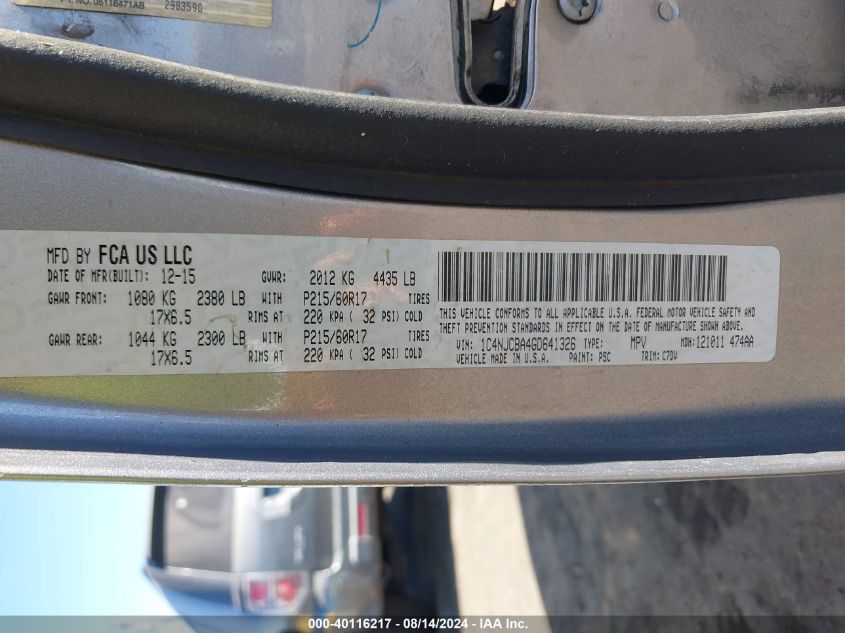 PT. NO. 05116471AB 2983590
MFD BY FCA US LLC
DATE OF MFR(BUILT): 12-15 GVWR: 2012 KG 4435 LB
GAWR FRONT: 1080 KG 2380 LB WITH P215/60R17 TIRES
17X6.5 RIMS AT 220 KPA ( 32 PSI) COLD
GAWR REAR: 1044 KG 2300 LB WITH P215/60R17 TIRES
17X6.5 RIMS AT 220 KPA ( 32 PSI) COLD
THIS VEHICLE CONFORMS TO ALL APPLICABLE U.S.A. FEDERAL MOTOR VEHICLE SAFETY AND
THEFT PREVENTION STANDARDS IN EFFECT ON THE DATE OF MANUFACTURE SHOWN ABOVE.
VIN: 1C4NJCBA4GD641326 TYPE: MPV MDH: 121011 474AA
VEHICLE MADE IN U.S.A. PAINT: PSC TRIM: C7DV
000-40116217 - 08/14/2024 - IAA Inc.